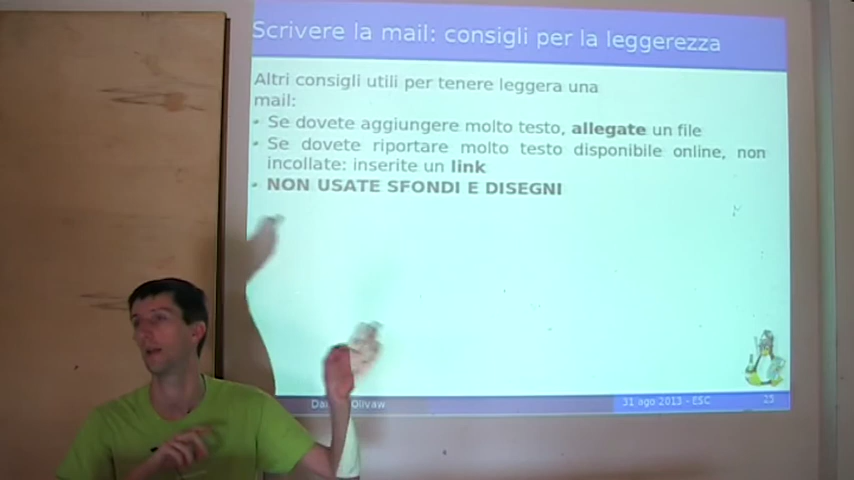 Scrivere la mail: consigli per la leggerezza
Altri consigli utili per tenere leggera una
mail:
Se dovete aggiungere molto testo, allegate un file
Se dovete riportare molto testo disponibile online, non
incollate: inserite un link
NON USATE SFONDI E DISEGNI
Olivaw
31 ago 2013 - ESC
25